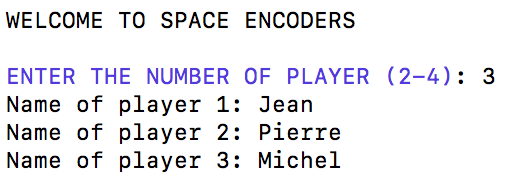 WELCOME TO SPACE ENCODERS
ENTER THE NUMBER OF PLAYER (2-4): 3
Name of player 1: Jean
Name of player 2: Pierre
Name of player 3: Michel